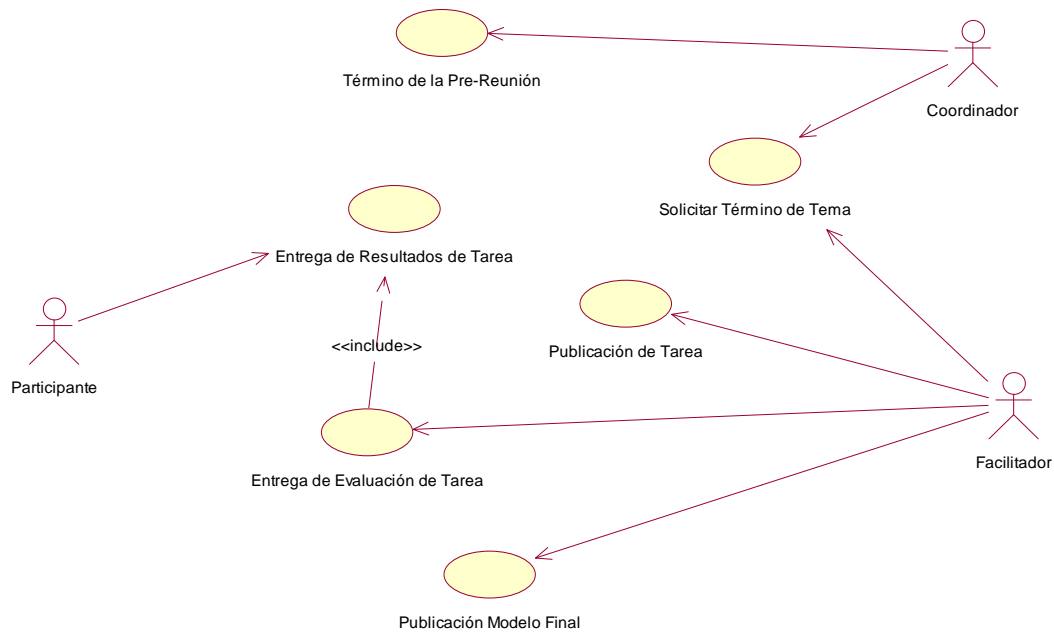 Término de la Pre-Reunión
Coordinador
Solicitar Término de Tema
Entrega de Resultados de Tarea
<<include>>
Publicación de Tarea
Participante
Facilitador
Entrega de Evaluación de Tarea
Publicación Modelo Final